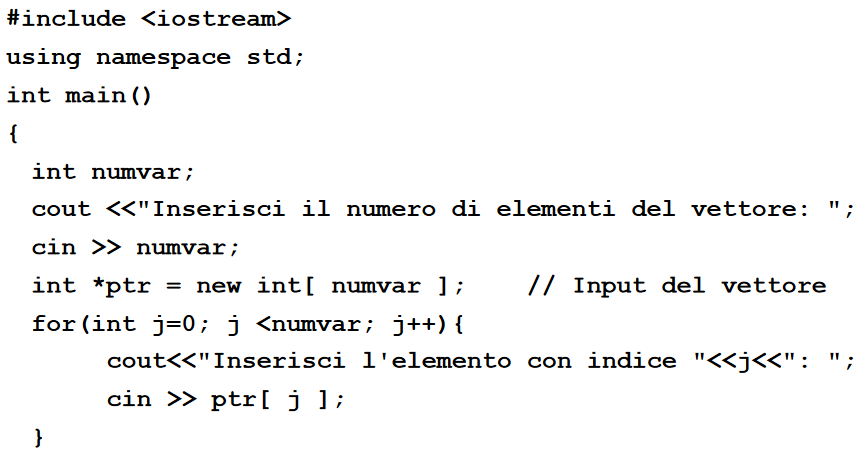 #include <iostream>
using namespace std;
int main()
{
int numvar;
cout <<"Inserisci il numero di elementi del vettore: ";
cin >> numvar;
int *ptr = new int[ numvar ];    // Input del vettore
for(int j=0; j <numvar; j++){
cout<<"Inserisci l'elemento con indice "<<j<<": ";
cin >> ptr[ j ];
}